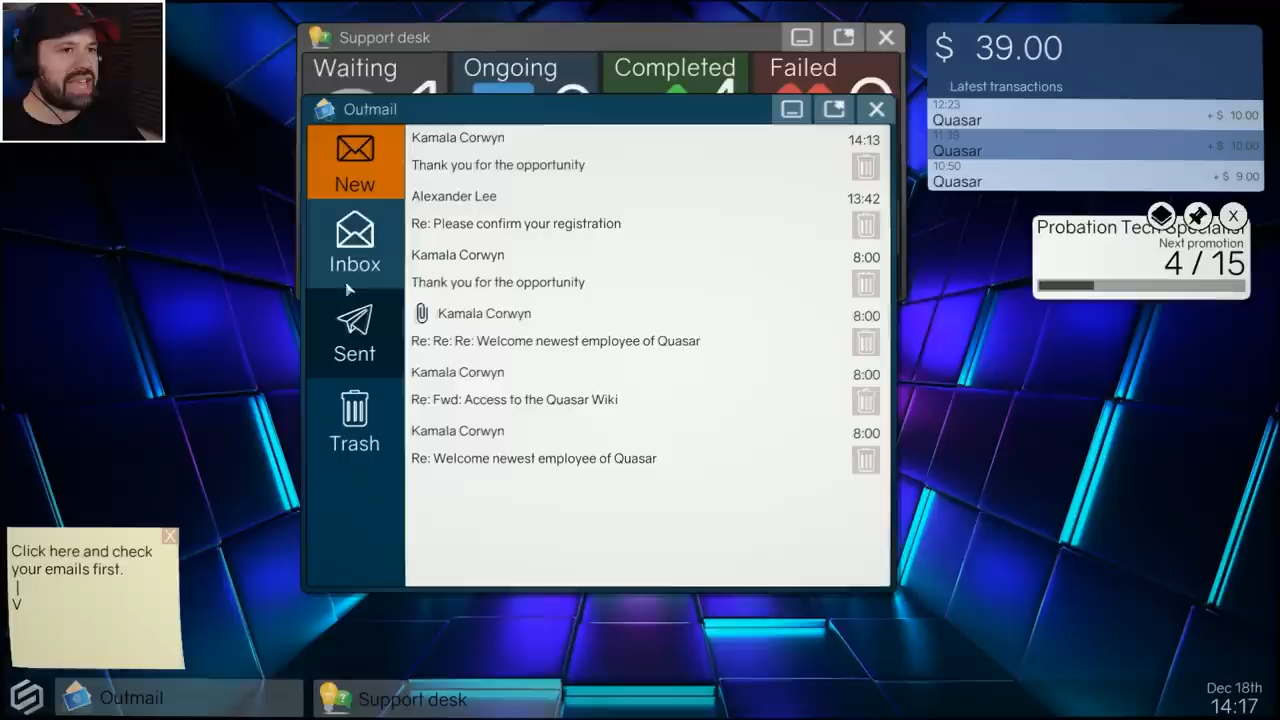 Support desk
Waiting
Ongoing
Completed
Failed
Outmail
New
Inbox
Sent
Trash
Kamala Corwyn
14:13
Thank you for the opportunity
Alexander Lee
13:42
Re: Please confirm your registration
Kamala Corwyn
8:00
Thank you for the opportunity
Kamala Corwyn
8:00
Re: Re: Re: Welcome newest employee of Quasar
Kamala Corwyn
8:00
Re: Fwd: Access to the Quasar Wiki
Kamala Corwyn
8:00
Re: Welcome newest employee of Quasar
$ 39.00
Latest transactions
12:23
Quasar
+ $ 10.00
11:39
Quasar
+ $ 10.00
10:50
Quasar
+ $ 9.00
X
Probation Tech Specialist
Next promotion
4 / 15
X
Click here and check
your emails first.
|
V
Outmail
Support desk
Dec 18th
14:17